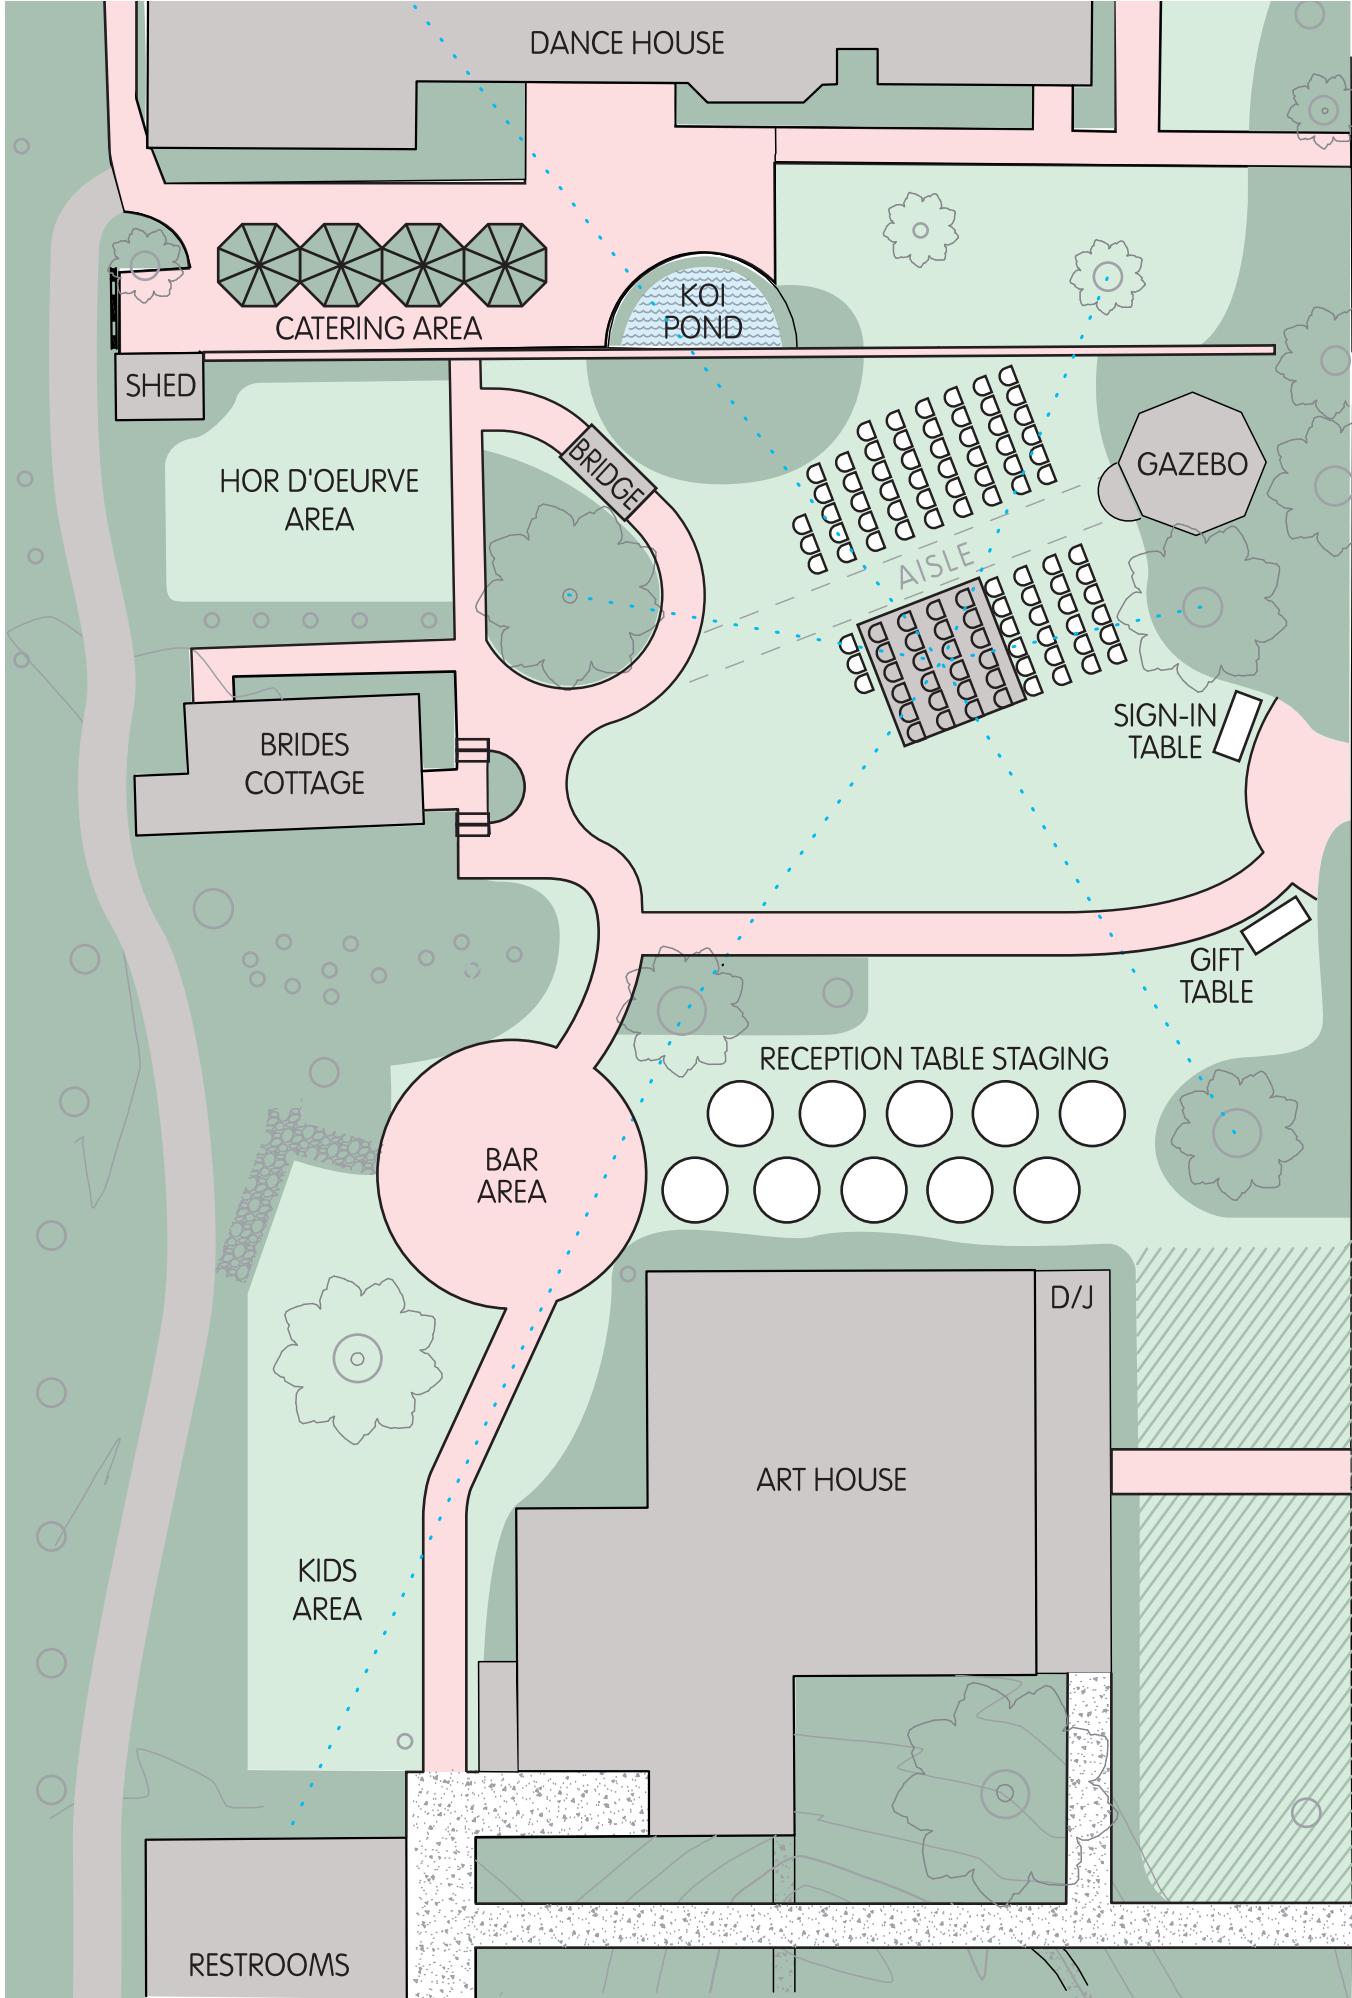 DANCE HOUSE
KOI
POND
CATERING AREA
SHED
BRIDGE
GAZEBO
HOR D'OEURVE
AREA
AISLE
SIGN-IN
TABLE
BRIDES
COTTAGE
GIFT
TABLE
RECEPTION TABLE STAGING
BAR
AREA
D/J
ART HOUSE
KIDS
AREA
RESTROOMS